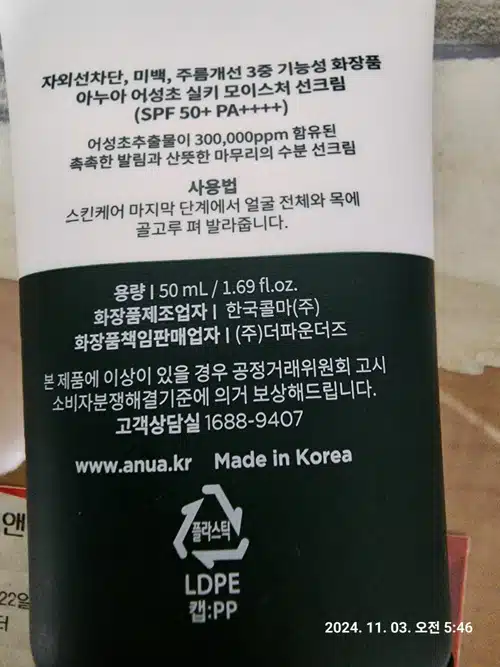 자외선차단, 미백, 주름개선 3중 기능성 화장품
아누아 어성초 실키 모이스처 선크림
(SPF 50+ PA++++)
어성초추출물이 300,000ppm 함유된
촉촉한 발림과 산뜻한 마무리의 수분 선크림
사용법
스킨케어 마지막 단계에서 얼굴 전체와 목에
골고루 펴 발라줍니다.
용량 | 50 mL / 1.69 fl.oz.
화장품제조업자 | 한국콜마(주)
화장품책임판매업자 | (주)더파운더즈
본 제품에 이상이 있을 경우 공정거래위원회 고시
소비자분쟁해결기준에 의거 보상해드립니다.
고객상담실 1688-9407
www.anua.kr Made in Korea
플라스틱
LDPE
캡:PP
앤
22일
터
2024. 11. 03. 오전 5:46